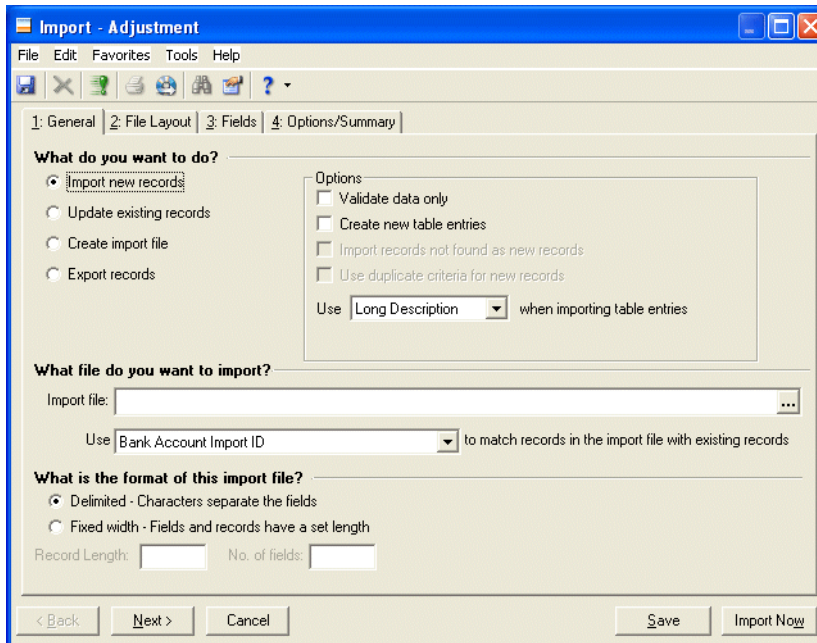 Import - Adjustment
File Edit Favorites Tools Help
?
1: General 2: File Layout 3: Fields 4: Options/Summary
What do you want to do?
Import new records
Update existing records
Create import file
Export records
Options
Validate data only
Create new table entries
Import records not found as new records
Use duplicate criteria for new records
Use Long Description when importing table entries
What file do you want to import?
Import file: ...
Use Bank Account Import ID to match records in the import file with existing records
What is the format of this import file?
Delimited - Characters separate the fields
Fixed width - Fields and records have a set length
Record Length: No. of fields:
< Back Next > Cancel Save Import Now